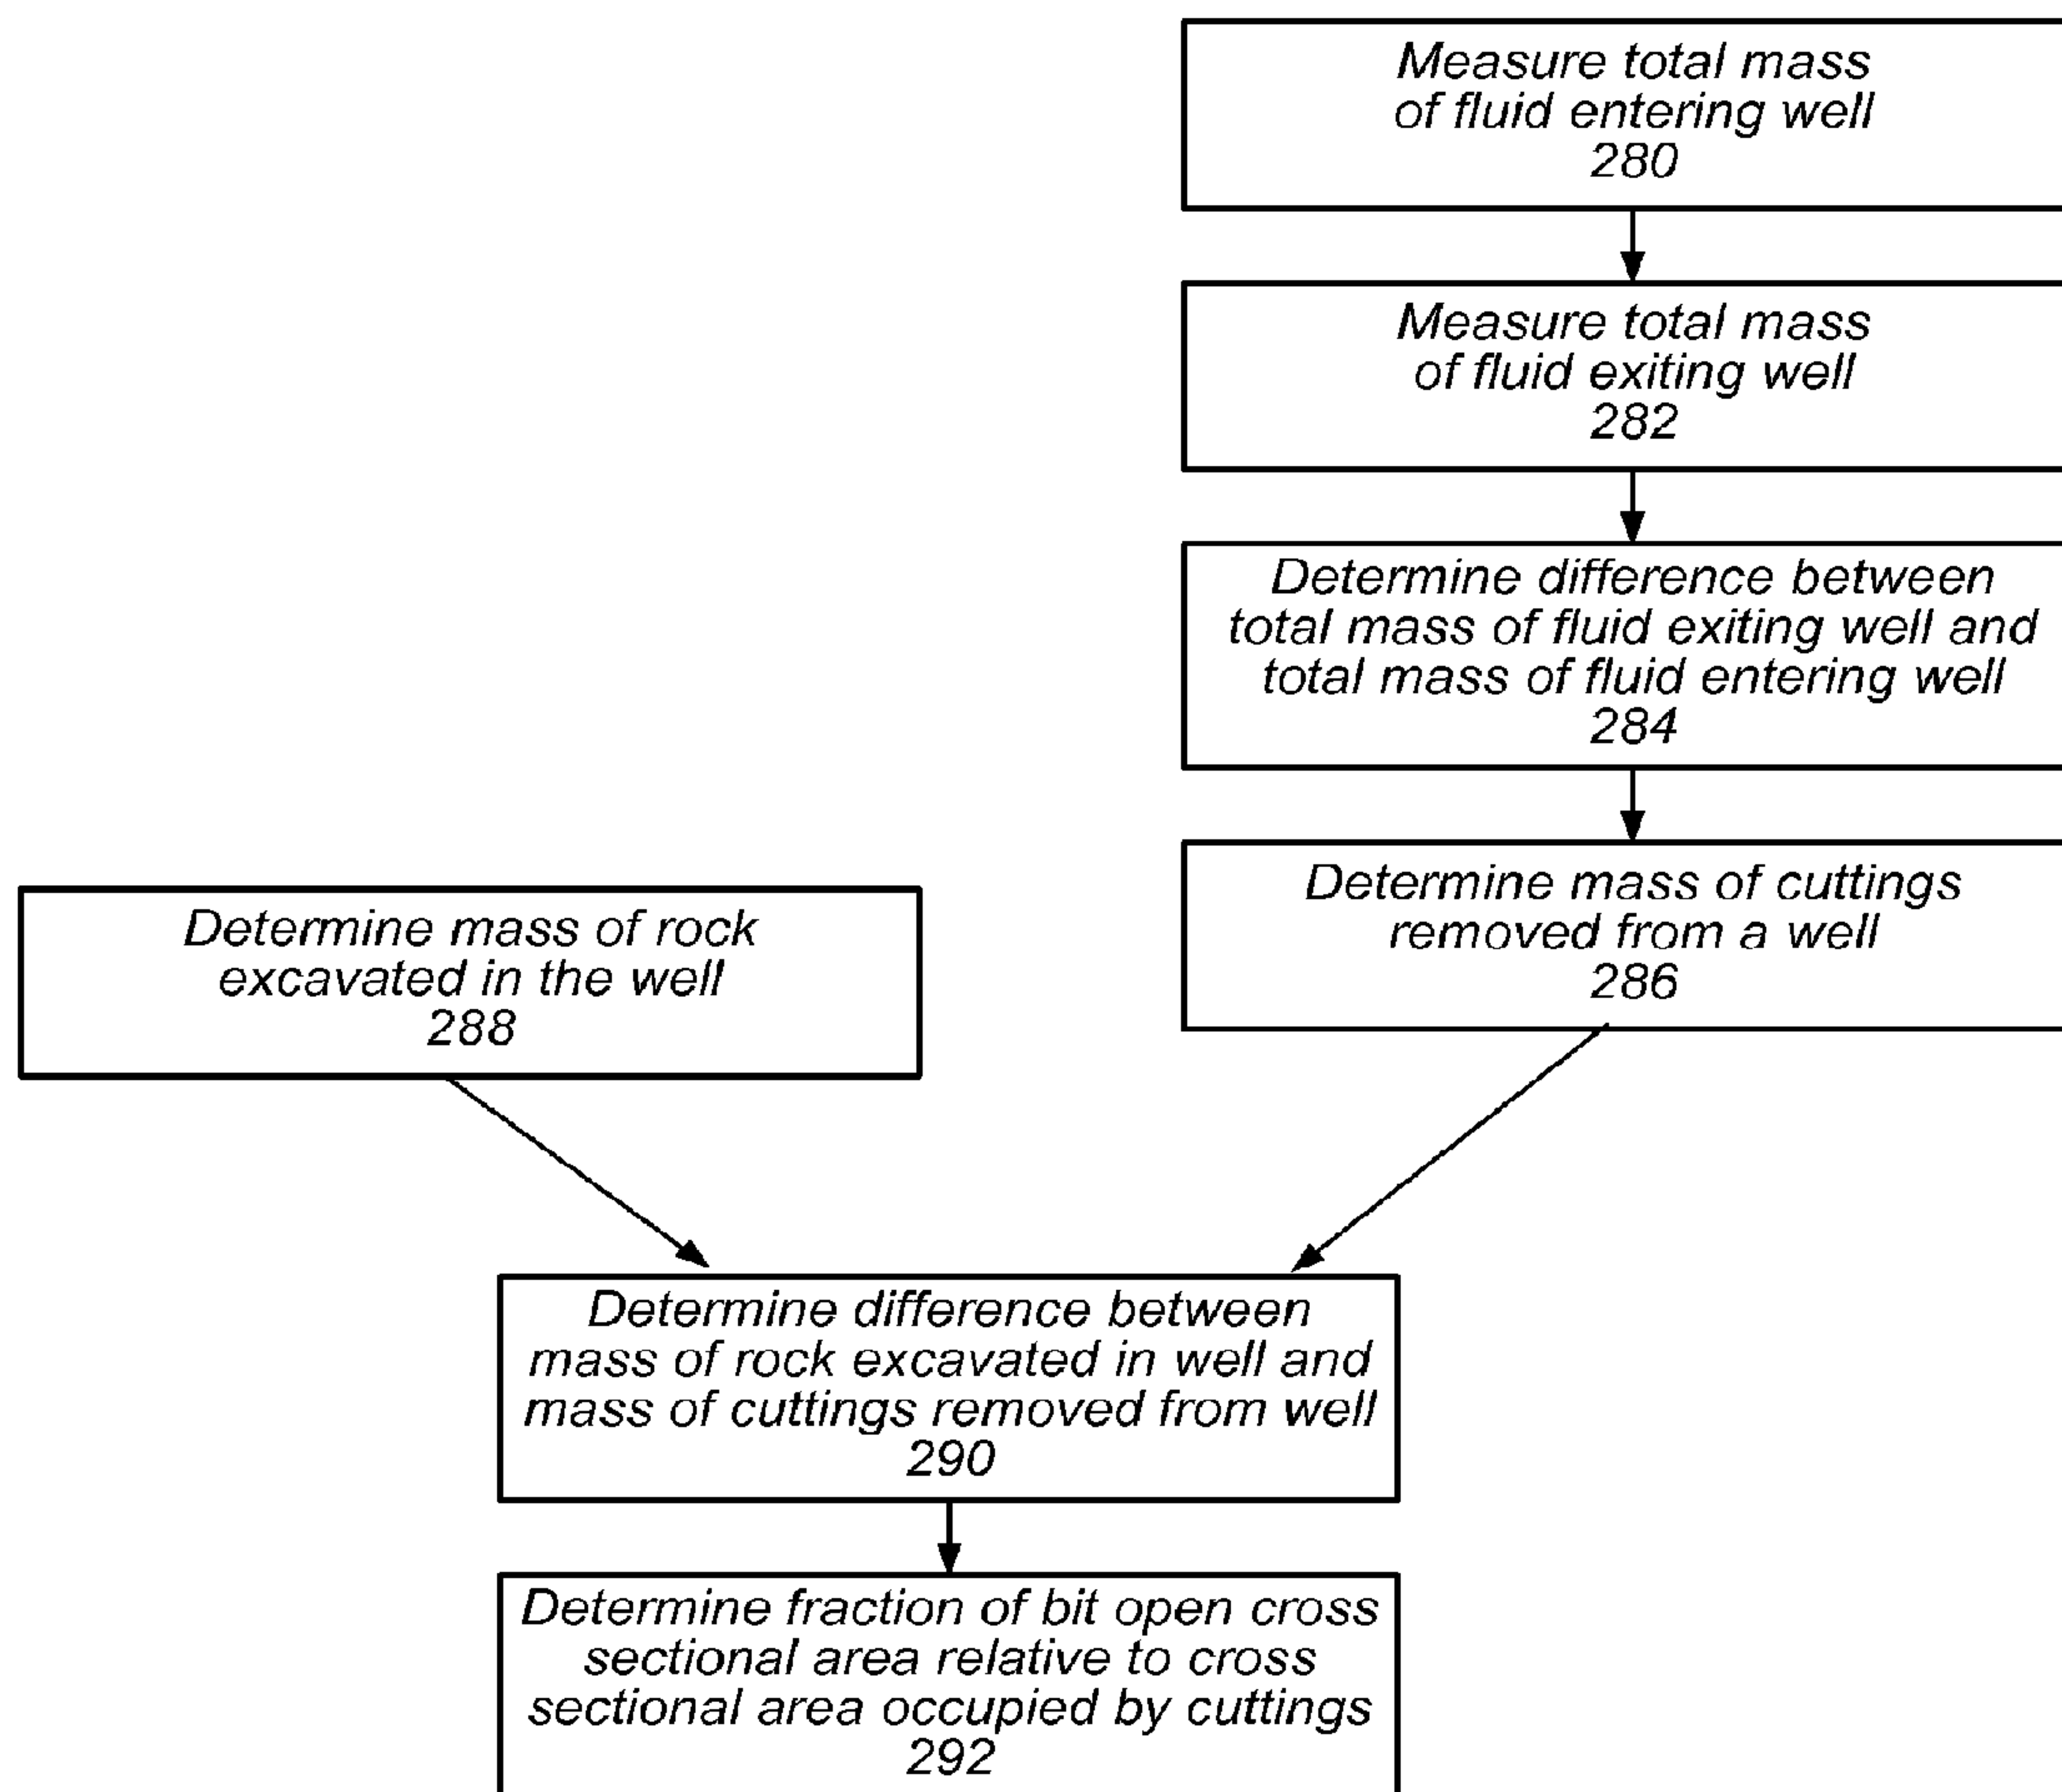 Measure total mass
of fluid entering well
280
Measure total mass
of fluid exiting well
282
Determine difference between
total mass of fluid exiting well and
total mass of fluid entering well
284
Determine mass of cuttings
removed from a well
286
Determine mass of rock
excavated in the well
288
Determine difference between
mass of rock excavated in well and
mass of cuttings removed from well
290
Determine fraction of bit open cross
sectional area relative to cross
sectional area occupied by cuttings
292